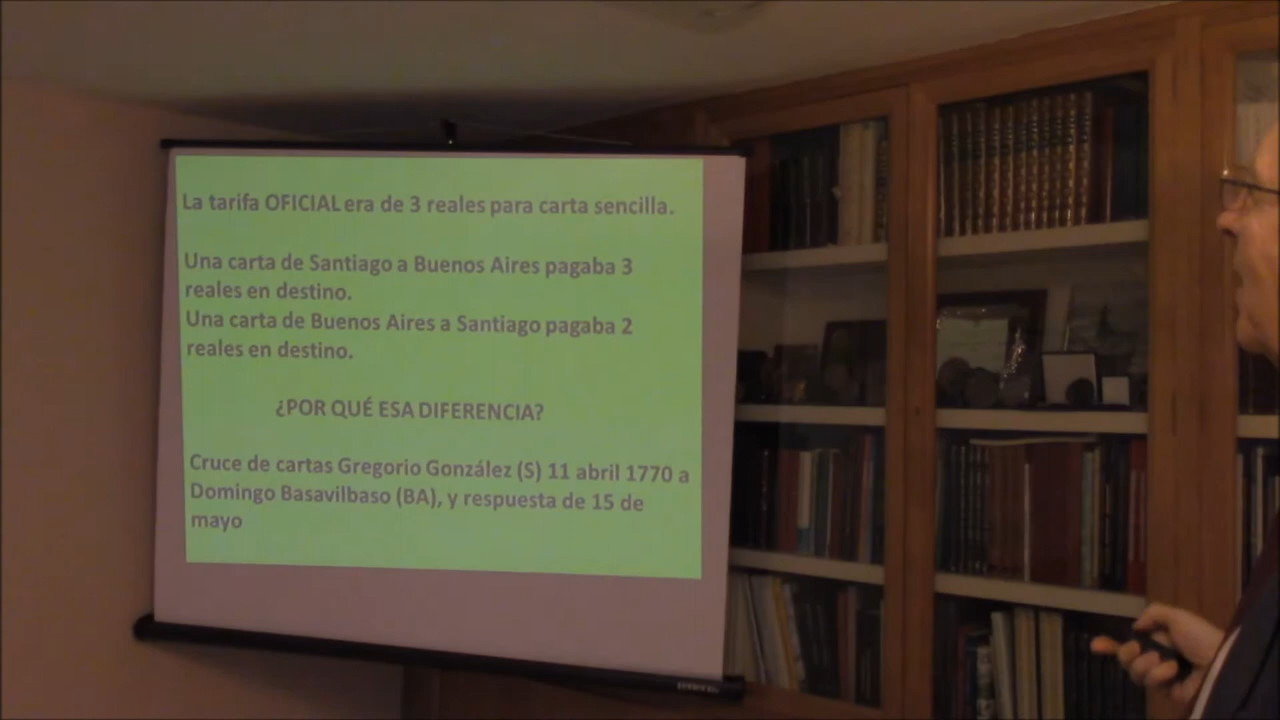 La tarifa OFICIAL era de 3 reales para carta sencilla.
Una carta de Santiago a Buenos Aires pagaba 3
reales en destino.
Una carta de Buenos Aires a Santiago pagaba 2
reales en destino.
¿POR QUÉ ESA DIFERENCIA?
Cruce de cartas Gregorio González (S) 11 abril 1770 a
Domingo Basavilbaso (BA), y respuesta de 15 de
mayo